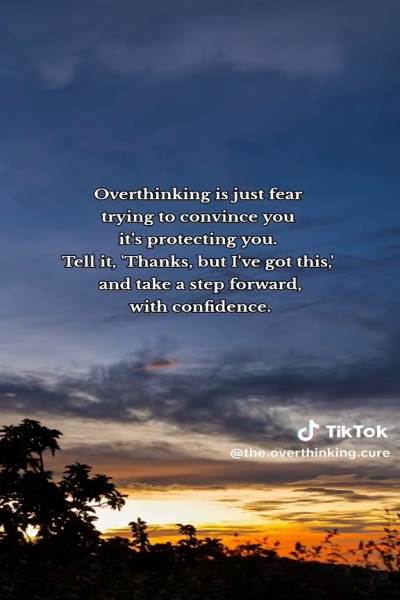 Overthinking is just fear
trying to convince you
it's protecting you.
Tell it, 'Thanks, but I've got this,'
and take a step forward,
with confidence.
TikTok
@the.overthinking.cure